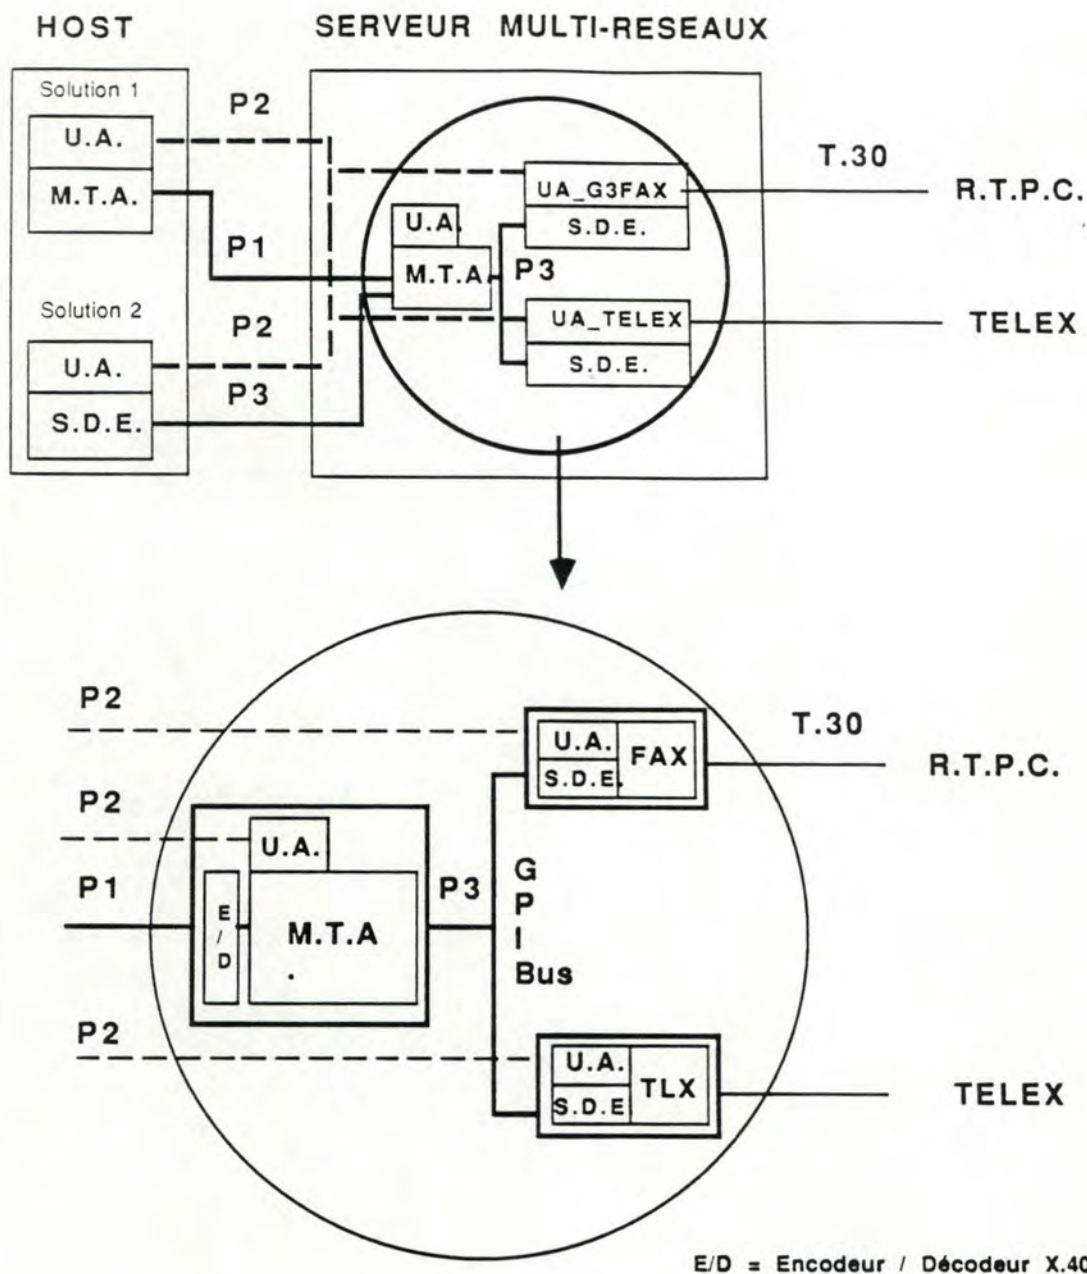 HOST
SERVEUR MULTI-RESEAUX
Solution 1
U.A.
M.T.A.
P2
P1
Solution 2
U.A.
S.D.E.
P2
P3
U.A.
M.T.A.
P3
UA_G3FAX
S.D.E.
UA_TELEX
S.D.E.
T.30
R.T.P.C.
TELEX
P2
P2
P1
P2
U.A.
E/D
M.T.A
.
P3
GPI
Bus
U.A.
S.D.E.
FAX
T.30
R.T.P.C.
U.A.
S.D.E
TLX
TELEX
E/D = Encodeur / Décodeur X.40